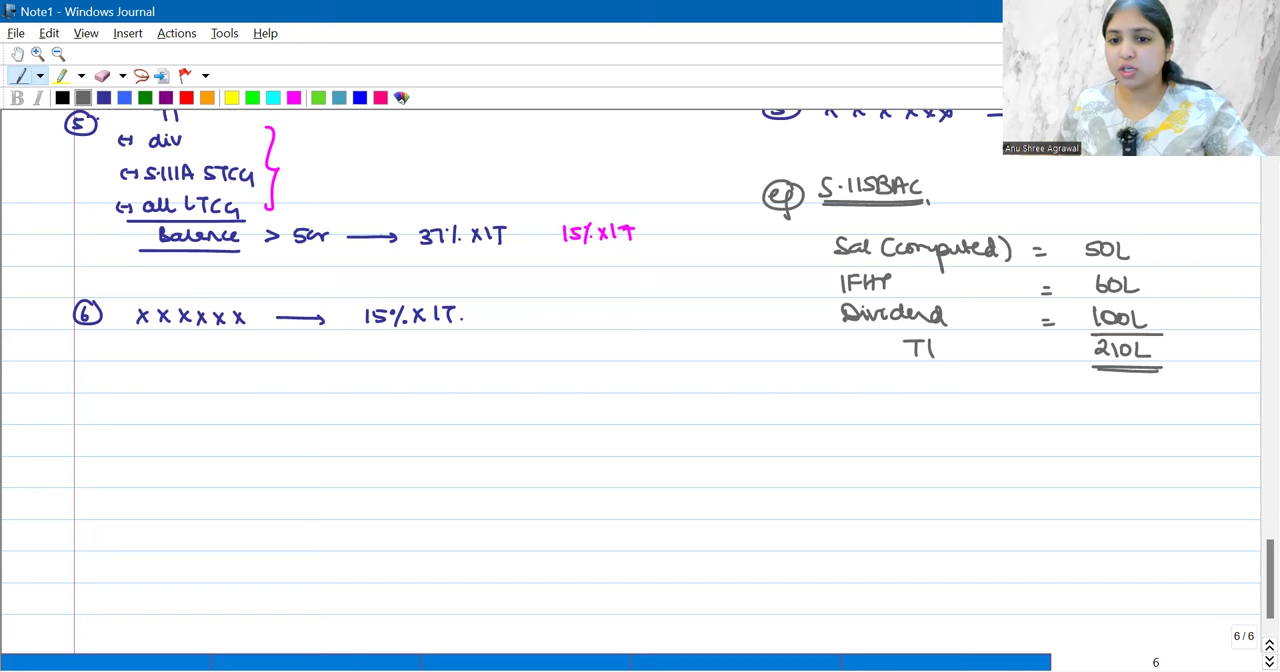 Note1 - Windows Journal
File Edit View Insert Actions Tools Help
B I
Anu Shree Agrawal
5
TI
(-) div
(-) S.111A STCG
(-) all LTCG
Balance > 5cr → 37% X IT 15% X IT
6 x x x x x x → 15% X IT.
x x x x x x
eg S.115BAC
Sal (computed) = 50L
IFHP = 60L
Dividend = 100L
TI 210L
6/6
6